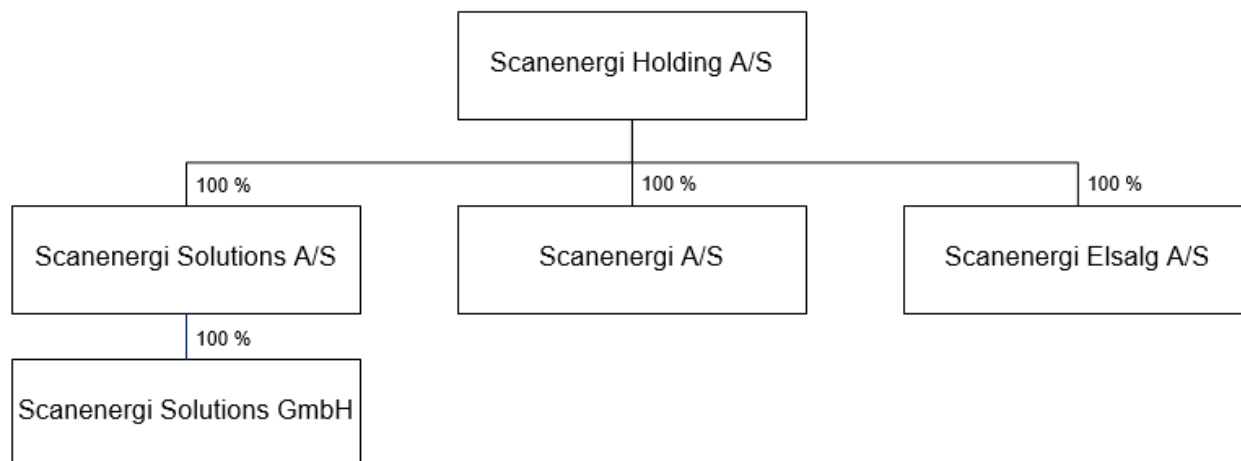 Scanenergi Holding A/S
100 %
100 %
100 %
Scanenergi Solutions A/S
Scanenergi A/S
Scanenergi Elsalg A/S
100 %
Scanenergi Solutions GmbH